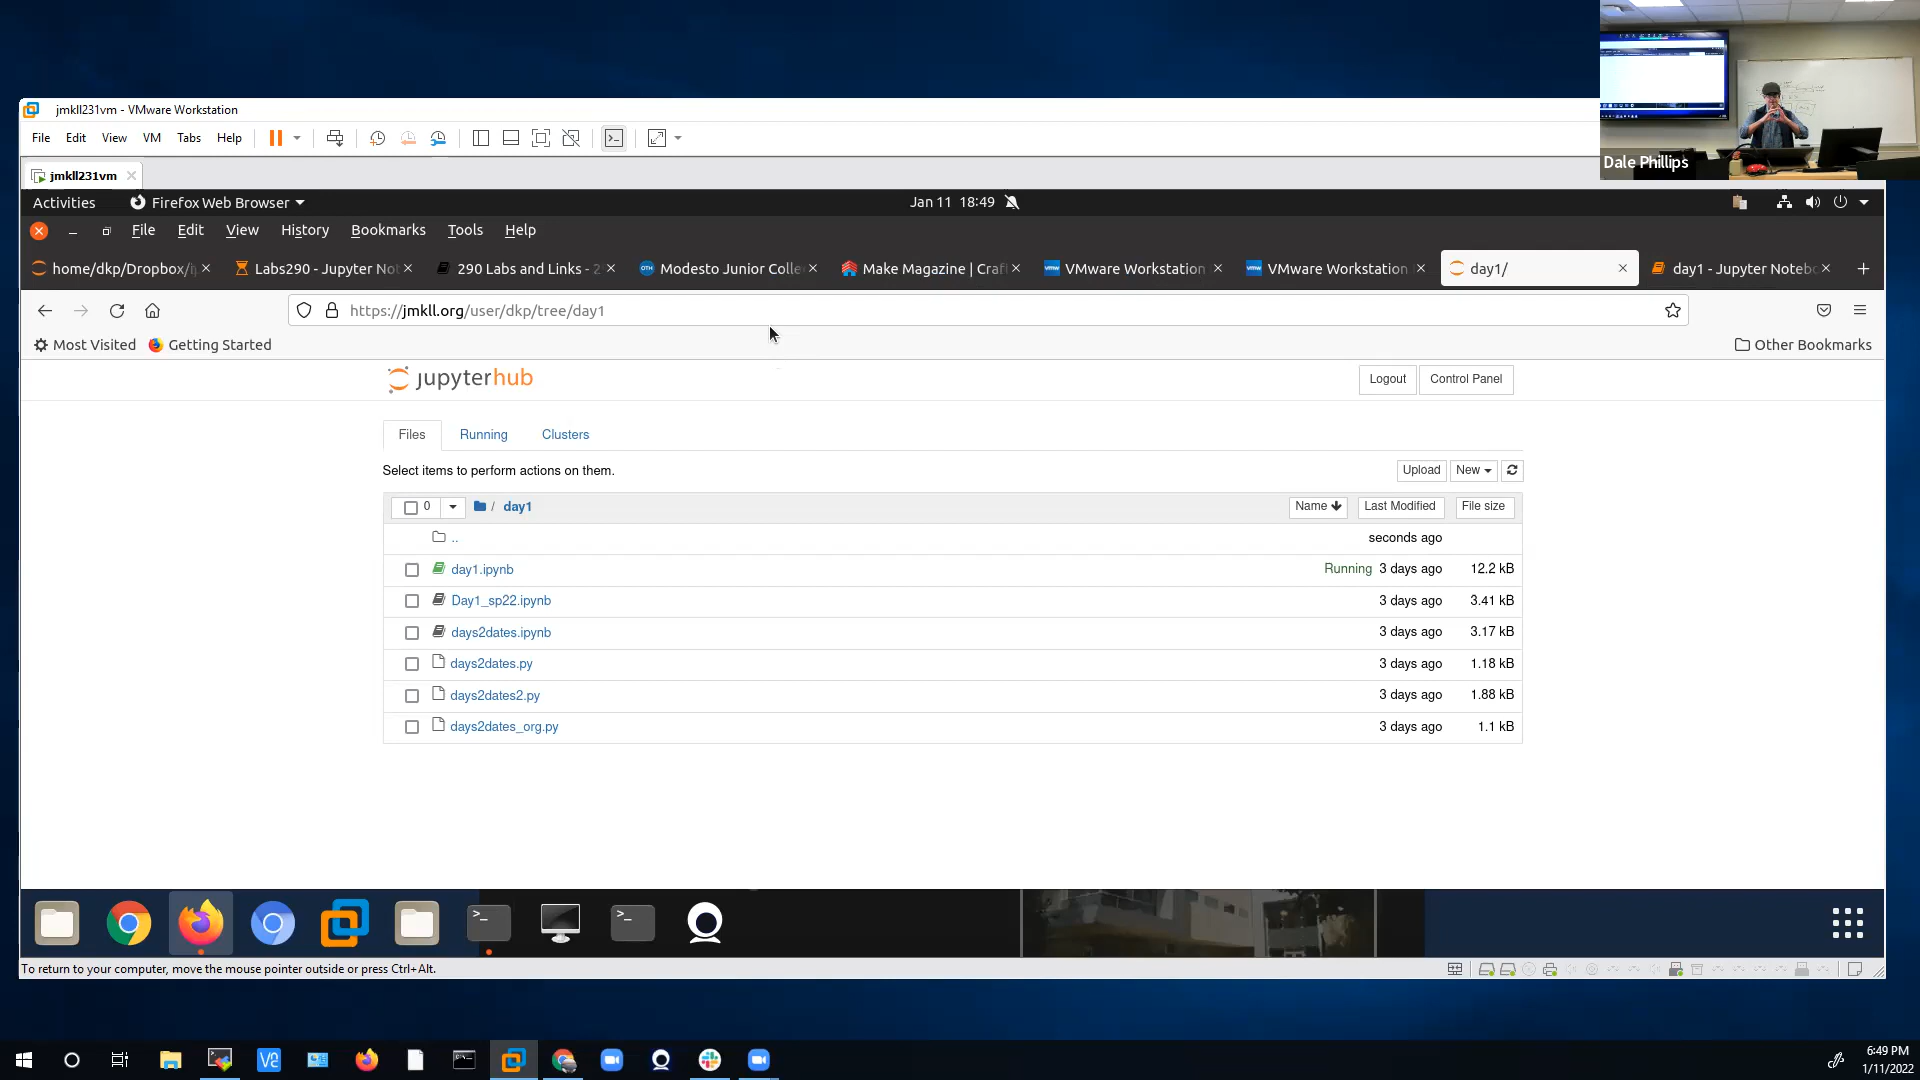 jmkll231vm - VMware Workstation
File Edit View VM Tabs Help
jmkll231vm
Dale Phillips
Activities Firefox Web Browser Jan 11 18:49
File Edit View History Bookmarks Tools Help
home/dkp/Dropbox/i Labs290 - Jupyter Not 290 Labs and Links - 2 Modesto Junior Colle Make Magazine | Craf VMware Workstation VMware Workstation day1/ day1 - Jupyter Notebo
https://jmkll.org/user/dkp/tree/day1
Most Visited Getting Started Other Bookmarks
jupyterhub Logout Control Panel
Files Running Clusters
Select items to perform actions on them. Upload New
0 / day1 Name Last Modified File size
.. seconds ago
day1.ipynb Running 3 days ago 12.2 kB
Day1_sp22.ipynb 3 days ago 3.41 kB
days2dates.ipynb 3 days ago 3.17 kB
days2dates.py 3 days ago 1.18 kB
days2dates2.py 3 days ago 1.88 kB
days2dates_org.py 3 days ago 1.1 kB
To return to your computer, move the mouse pointer outside or press Ctrl+Alt.
6:49 PM
1/11/2022